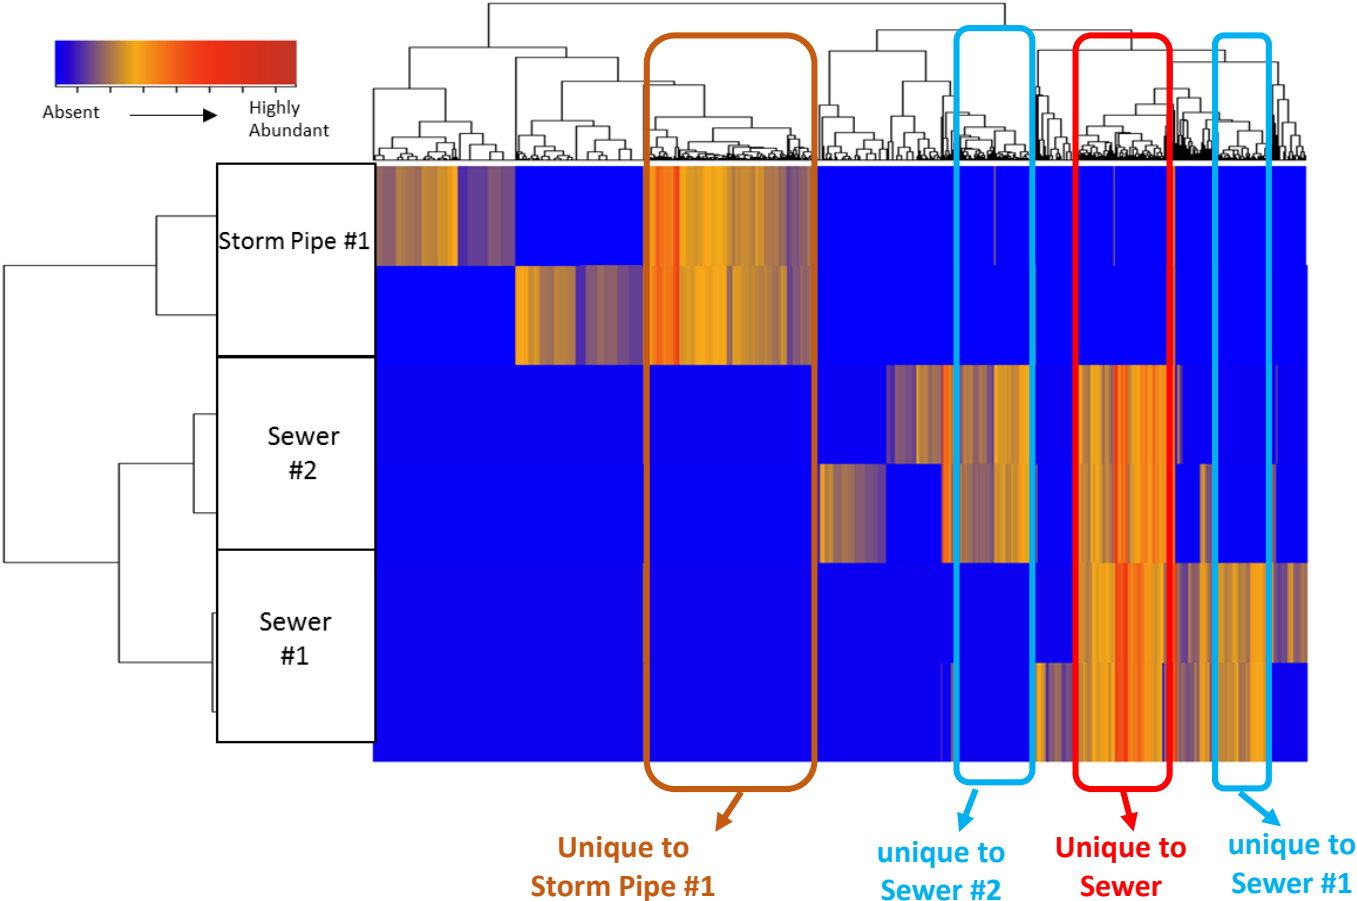 Absent
Highly
Abundant
Storm Pipe #1
Sewer
#2
Sewer
#1
Unique to
Storm Pipe #1
unique to
Sewer #2
Unique to
Sewer
unique to
Sewer #1